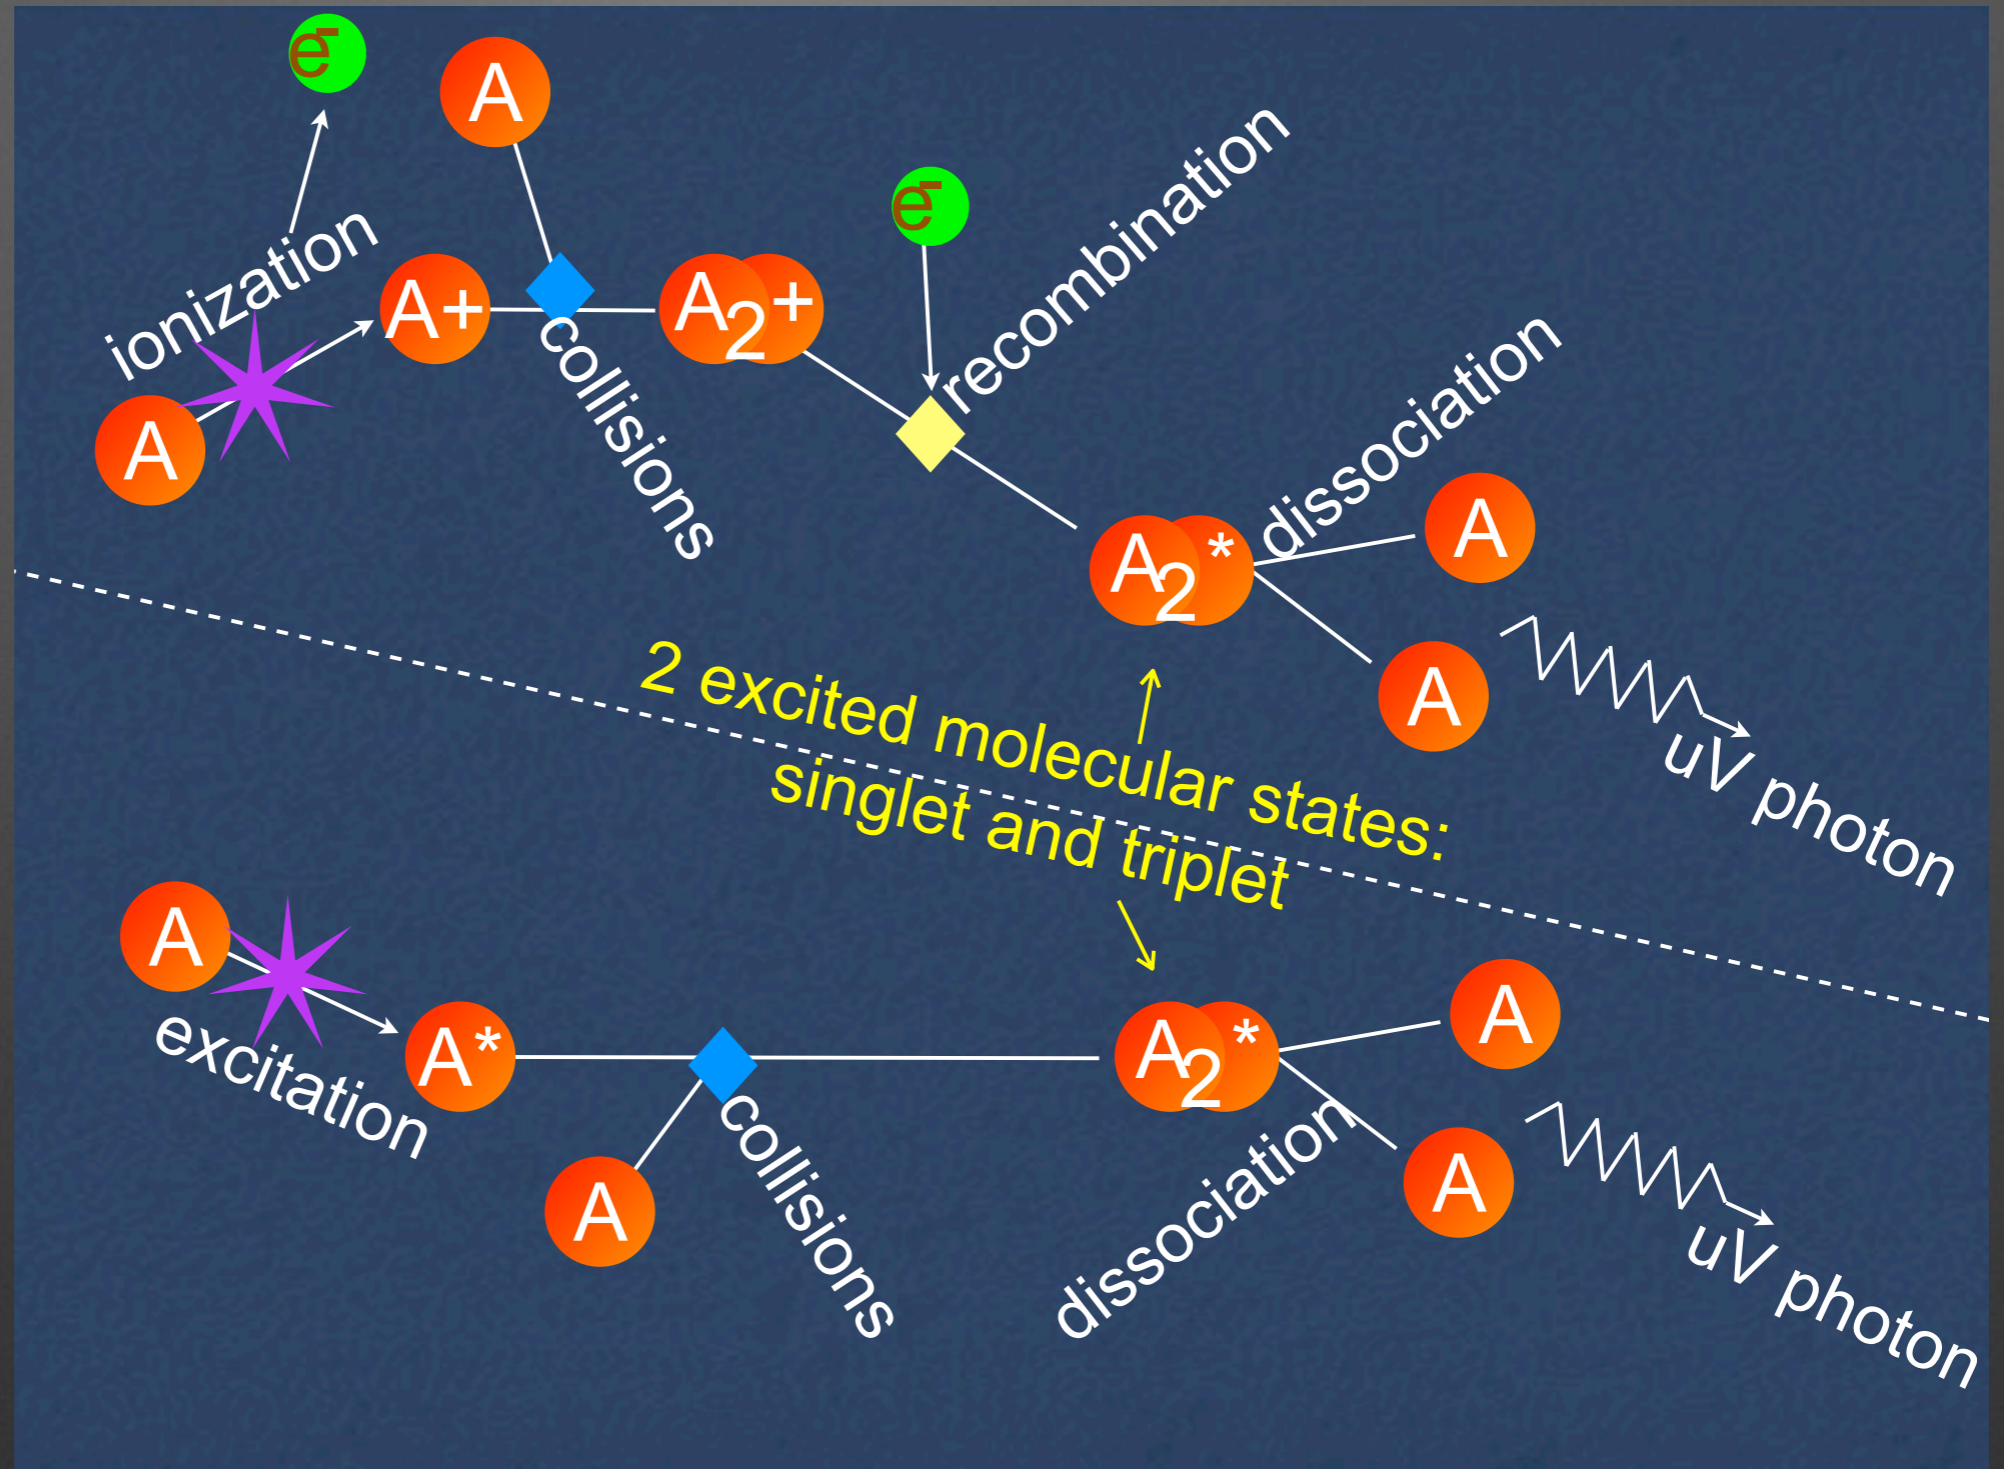 e-
A
e-
recombination
ionization
A+
A2+
collisions
A
dissociation
A
A2*
A
uV photon
2 excited molecular states:
singlet and triplet
A
excitation
A*
A2*
A
collisions
A
dissociation
A
uV photon